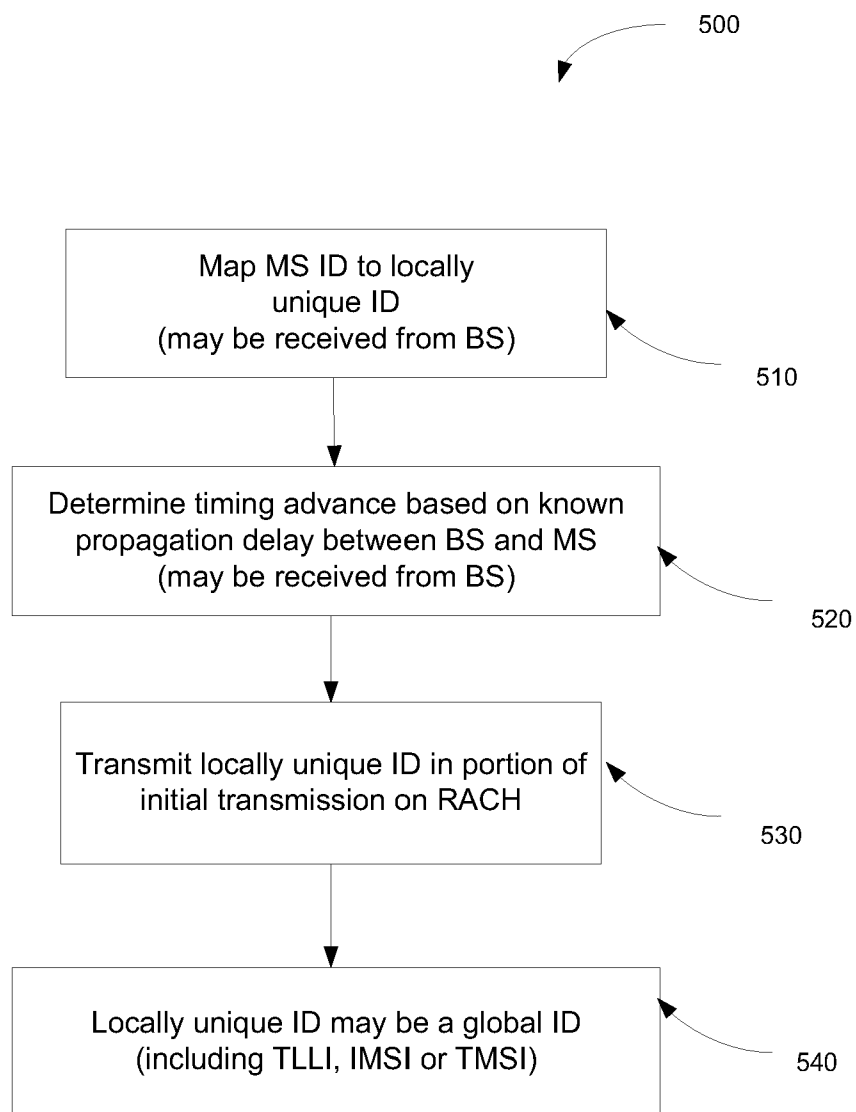 500
Map MS ID to locally
unique ID
(may be received from BS)
510
Determine timing advance based on known
propagation delay between BS and MS
(may be received from BS)
520
Transmit locally unique ID in portion of
initial transmission on RACH
530
Locally unique ID may be a global ID
(including TLLI, IMSI or TMSI)
540